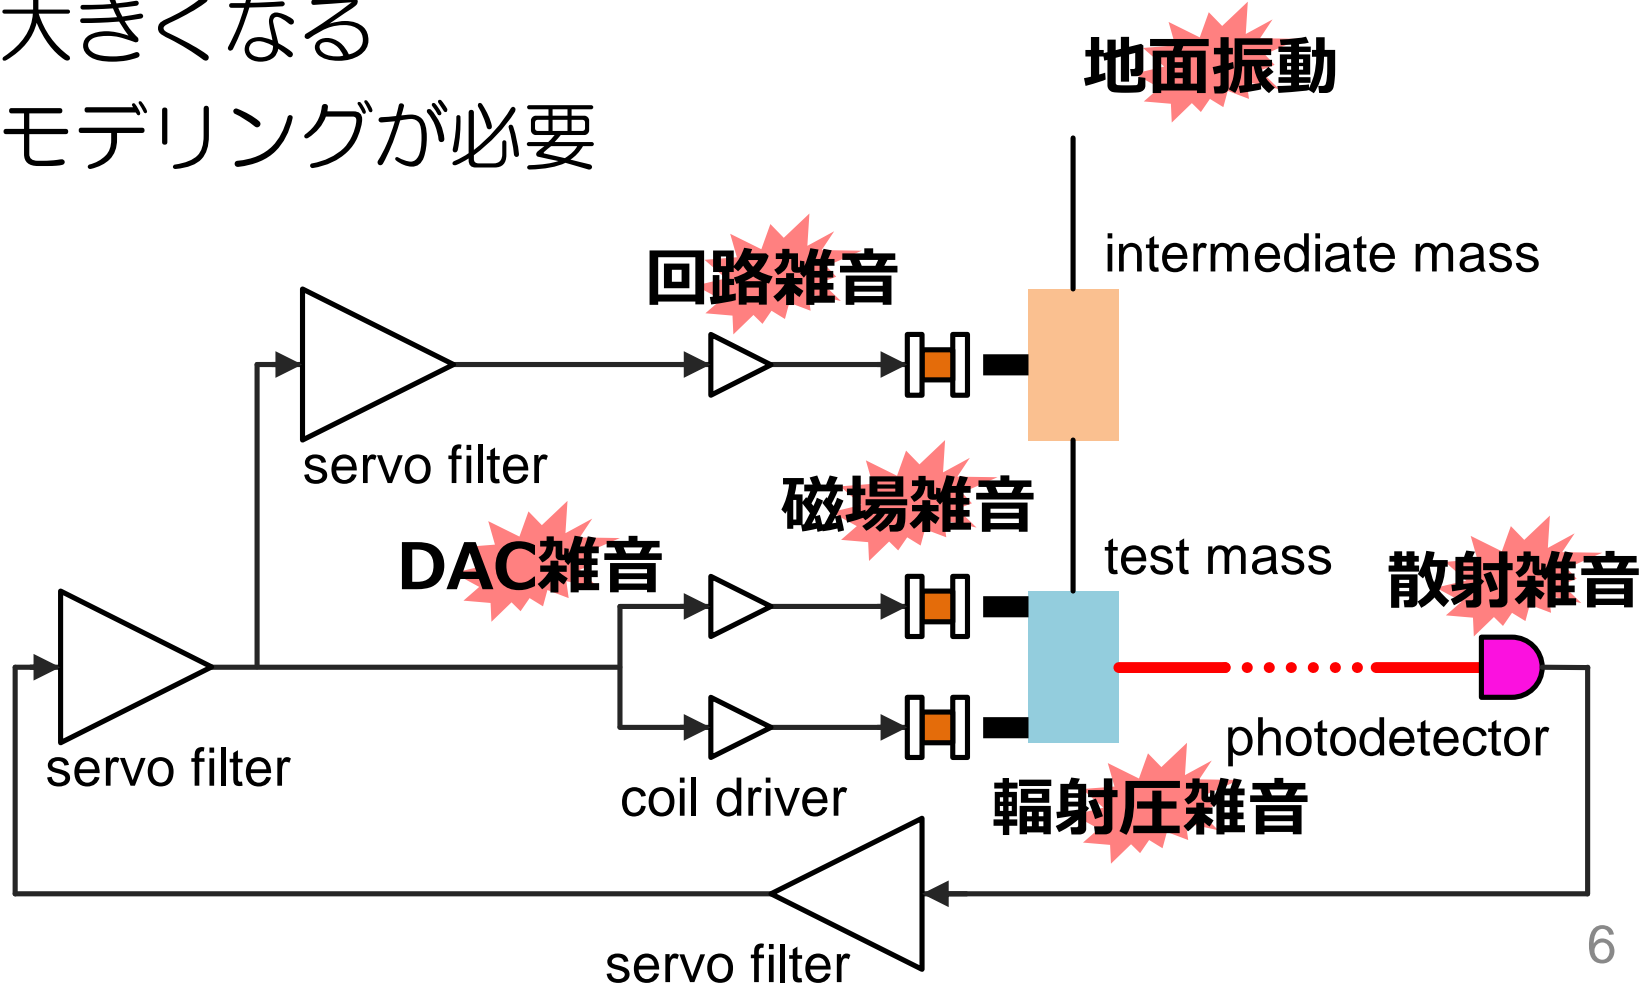 大きくなる
モデリングが必要
地面振動
intermediate mass
回路雑音
servo filter
磁場雑音
DAC雑音
test mass
散射雑音
servo filter
photodetector
coil driver
輻射圧雑音
servo filter
6